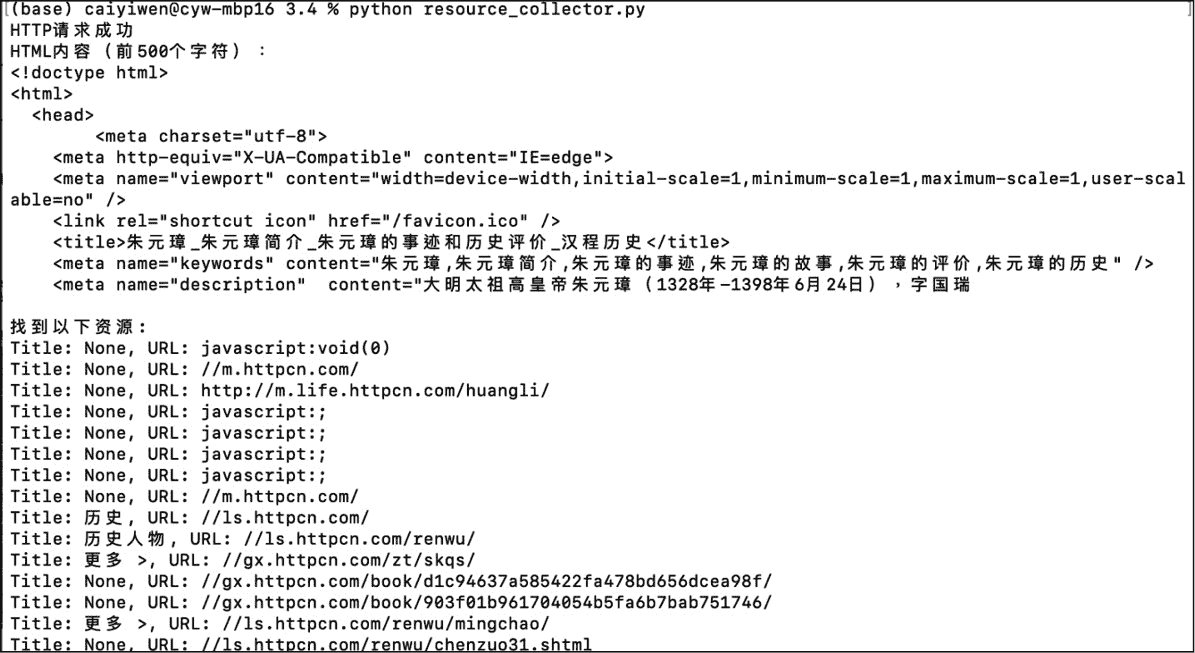 [(base) caiyiwen@cyw-mbp16 3.4 % python resource_collector.py ]
HTTP请求成功
HTML内容（前500个字符）：
<!doctype html>
<html>
  <head>
        <meta charset="utf-8">
    <meta http-equiv="X-UA-Compatible" content="IE=edge">
    <meta name="viewport" content="width=device-width,initial-scale=1,minimum-scale=1,maximum-scale=1,user-scal
able=no" />
    <link rel="shortcut icon" href="/favicon.ico" />
    <title>朱元璋_朱元璋简介_朱元璋的事迹和历史评价_汉程历史</title>
    <meta name="keywords" content="朱元璋,朱元璋简介,朱元璋的事迹,朱元璋的故事,朱元璋的评价,朱元璋的历史" />
    <meta name="description"  content="大明太祖高皇帝朱元璋（1328年-1398年6月24日），字国瑞
找到以下资源：
Title: None, URL: javascript:void(0)
Title: None, URL: //m.httpcn.com/
Title: None, URL: http://m.life.httpcn.com/huangli/
Title: None, URL: javascript:;
Title: None, URL: javascript:;
Title: None, URL: javascript:;
Title: None, URL: javascript:;
Title: None, URL: //m.httpcn.com/
Title: 历史, URL: //ls.httpcn.com/
Title: 历史人物, URL: //ls.httpcn.com/renwu/
Title: 更多 >, URL: //gx.httpcn.com/zt/skqs/
Title: None, URL: //gx.httpcn.com/book/d1c94637a585422fa478bd656dcea98f/
Title: None, URL: //gx.httpcn.com/book/903f01b961704054b5fa6b7bab751746/
Title: 更多 >, URL: //ls.httpcn.com/renwu/mingchao/
Title: None, URL: //ls.httpcn.com/renwu/chenzuo31.shtml